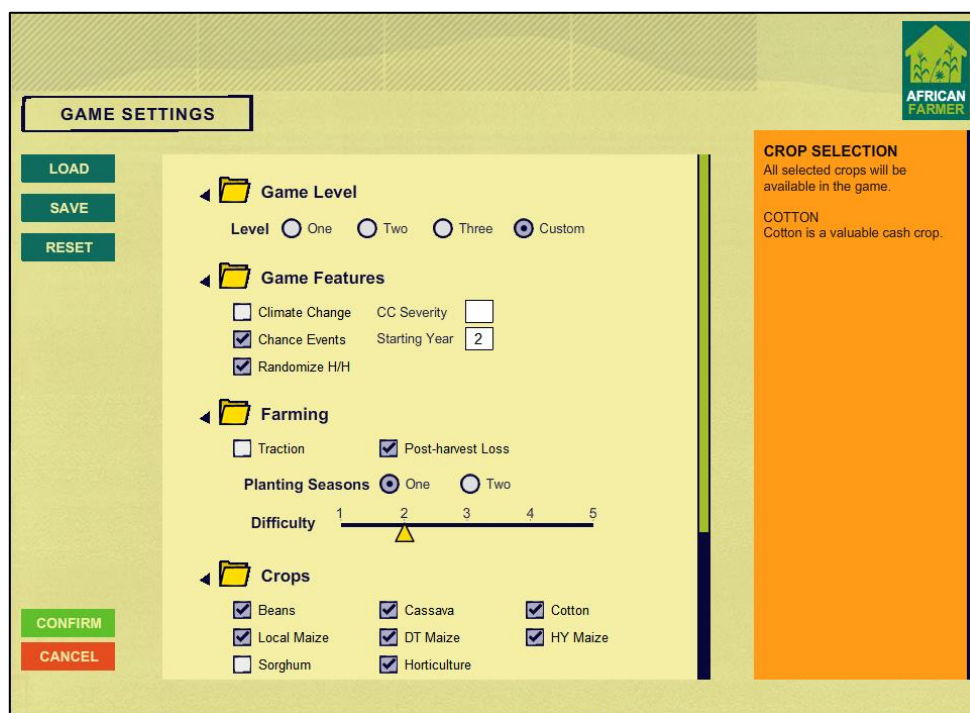 AFRICAN
FARMER
GAME SETTINGS
LOAD
SAVE
RESET
Game Level
Level One Two Three Custom
Game Features
Climate Change CC Severity
Chance Events Starting Year 2
Randomize H/H
Farming
Traction Post-harvest Loss
Planting Seasons One Two
Difficulty 1 2 3 4 5
Crops
Beans Cassava Cotton
Local Maize DT Maize HY Maize
Sorghum Horticulture
CONFIRM
CANCEL
CROP SELECTION
All selected crops will be
available in the game.
COTTON
Cotton is a valuable cash crop.